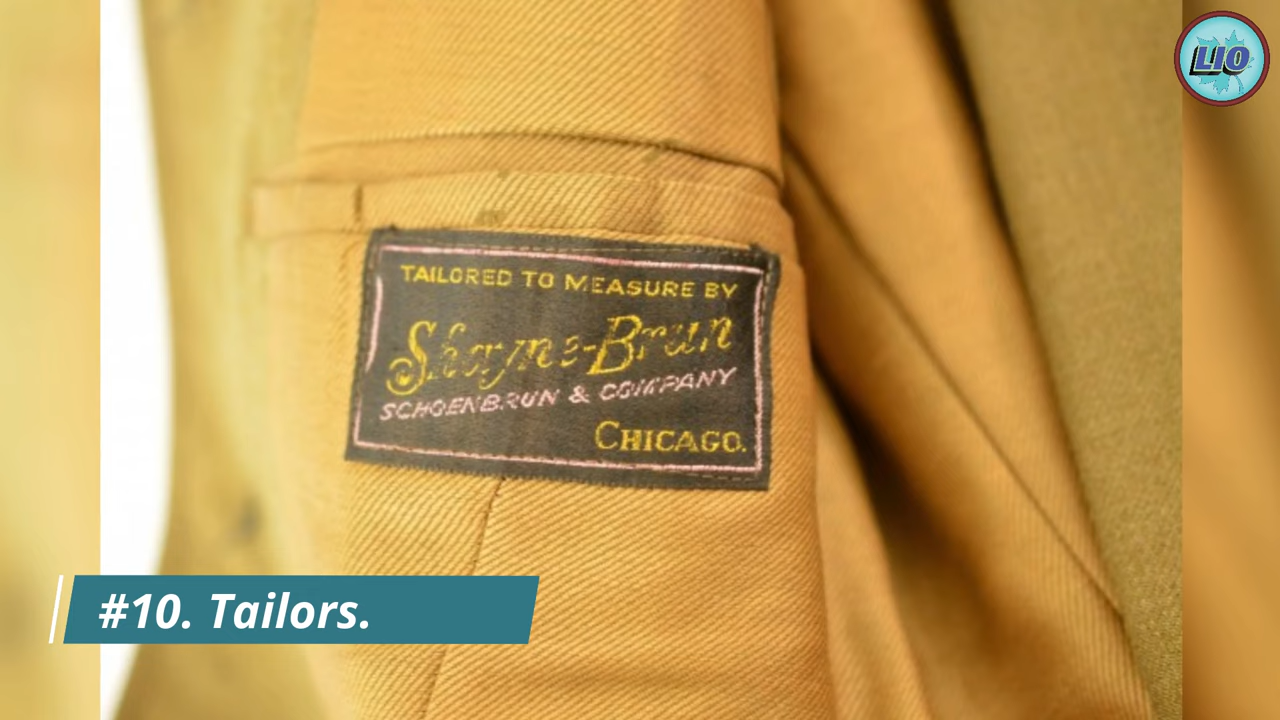 LIO
TAILORED TO MEASURE BY
Shayne-Brun
SCHOENBRUN & COMPANY
CHICAGO.
#10. Tailors.